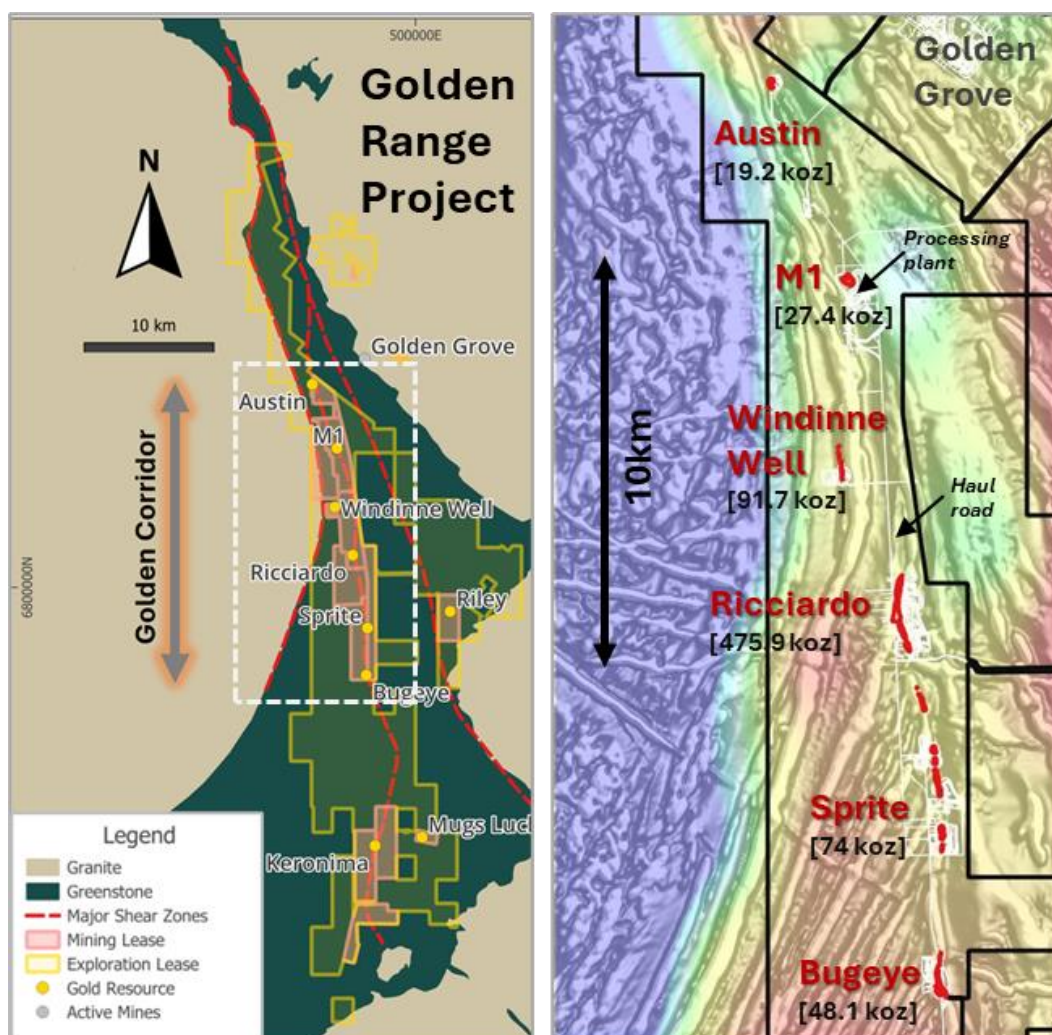 500000E
Golden
Range
Project
N
10 km
Golden Grove
Austin
M1
Golden Corridor
Windinne Well
6800000N
Ricciardo
Riley
Sprite
Bugeye
Mugs Luc
Keronima
Legend
Granite
Greenstone
Major Shear Zones
Mining Lease
Exploration Lease
Gold Resource
Active Mines
Golden
Grove
Austin
[19.2 koz]
Processing
plant
M1
[27.4 koz]
10km
Windinne
Well
[91.7 koz]
Haul
road
Ricciardo
[475.9 koz]
Sprite
[74 koz]
Bugeye
[48.1 koz]